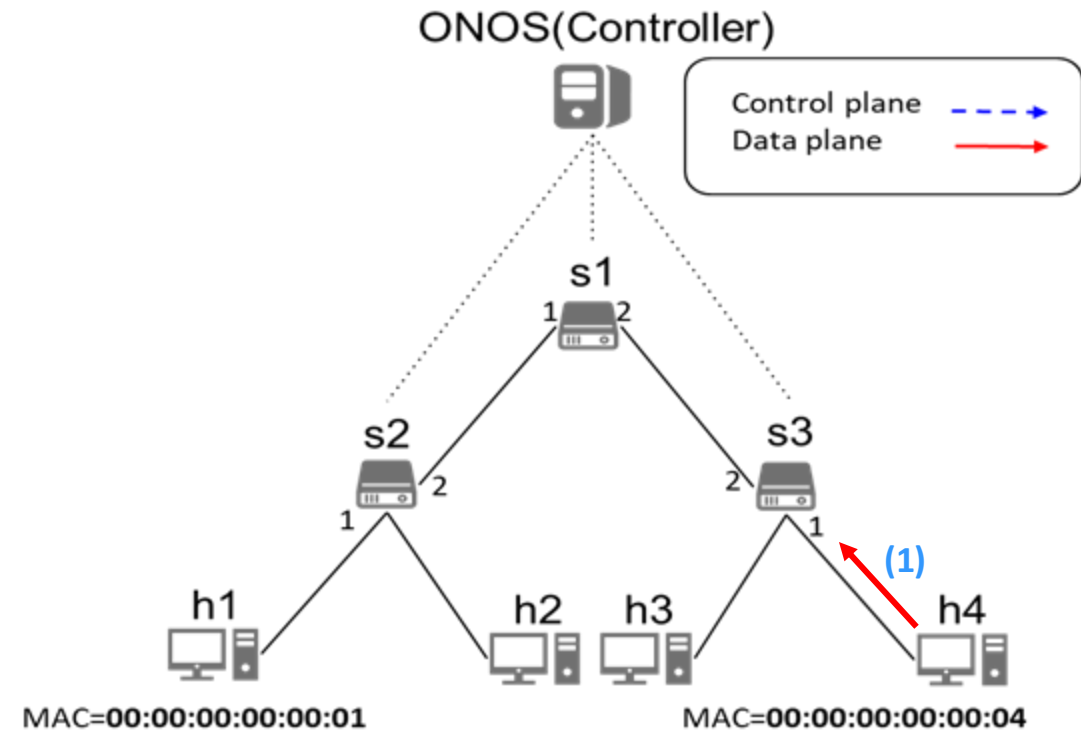 ONOS(Controller)
Control plane
Data plane
s1
1 2
s2
s3
2
2
1
1
(1)
h1
h2
h3
h4
MAC=00:00:00:00:00:01
MAC=00:00:00:00:00:04